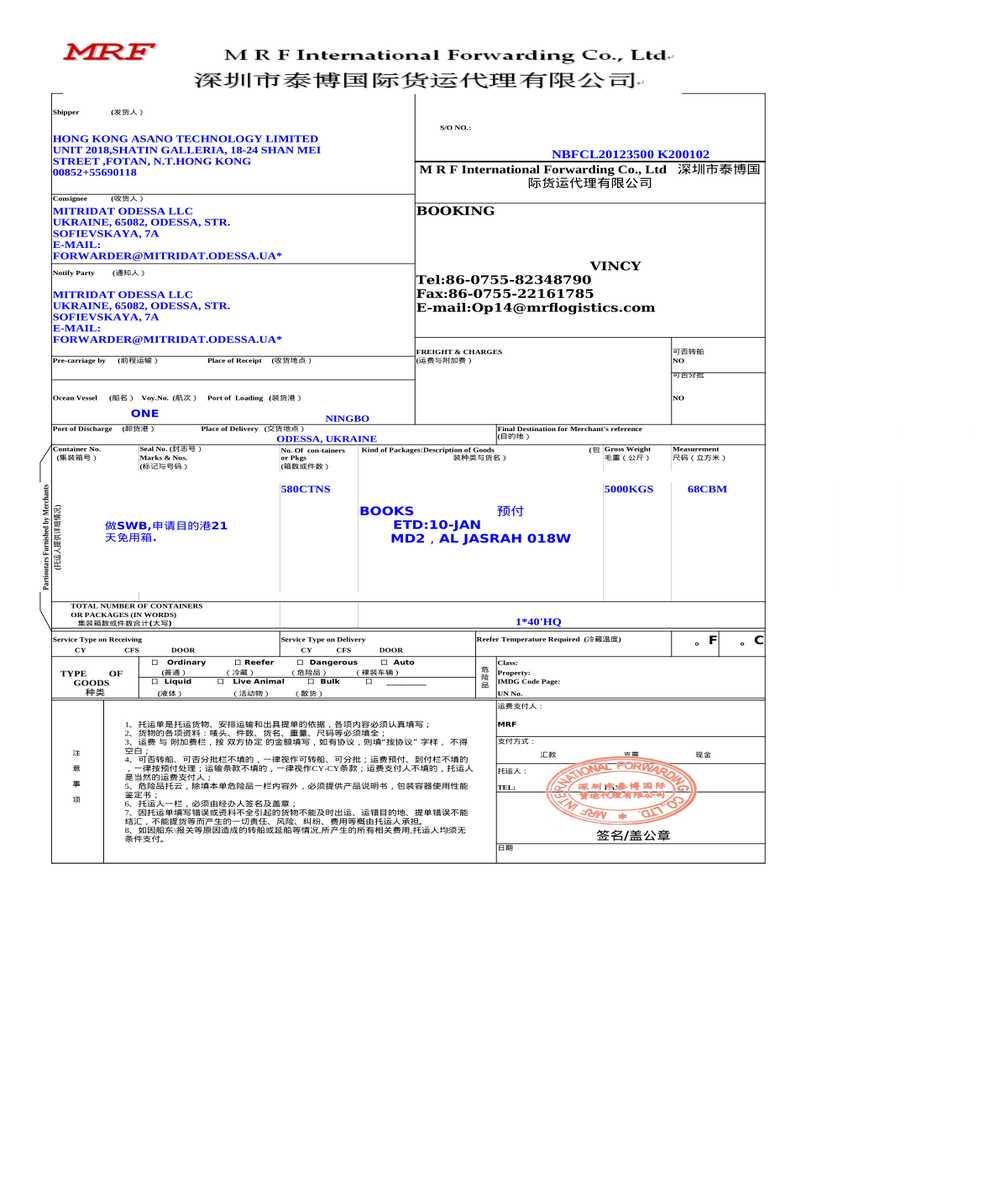 MRF
M R F International Forwarding Co., Ltd
深圳市泰博国际货运代理有限公司
Shipper (发货人)
HONG KONG ASANO TECHNOLOGY LIMITED
UNIT 2018,SHATIN GALLERIA, 18-24 SHAN MEI
STREET ,FOTAN, N.T.HONG KONG
00852+55690118
S/O NO.:
NBFCL20123500 K200102
M R F International Forwarding Co., Ltd 深圳市泰博国
际货运代理有限公司
Consignee (收货人)
MITRIDAT ODESSA LLC
UKRAINE, 65082, ODESSA, STR.
SOFIEVSKAYA, 7A
E-MAIL:
FORWARDER@MITRIDAT.ODESSA.UA*
BOOKING
VINCY
Tel:86-0755-82348790
Fax:86-0755-22161785
E-mail:Op14@mrflogistics.com
Notify Party (通知人)
MITRIDAT ODESSA LLC
UKRAINE, 65082, ODESSA, STR.
SOFIEVSKAYA, 7A
E-MAIL:
FORWARDER@MITRIDAT.ODESSA.UA*
FREIGHT & CHARGES
(运费与附加费)
可否转船
NO
可否分批
NO
Pre-carriage by (前程运输) Place of Receipt (收货地点)
Ocean Vessel (船名) Voy.No. (航次) Port of Loading (装货港)
ONE NINGBO
Port of Discharge (卸货港) Place of Delivery (交货地点)
ODESSA, UKRAINE
Final Destination for Merchant's reference
(目的地)
Container No.
(集装箱号)
Seal No. (封志号)
Marks & Nos.
(标记与号码)
No. Of con-tainers
or Pkgs
(箱数或件数)
Kind of Packages:Description of Goods (包
装种类与货名)
Gross Weight
毛重(公斤)
Measurement
尺码(立方米)
Particutars Furnished by Merchants
(托运人提供详细情况)
580CTNS
5000KGS
68CBM
BOOKS 预付
ETD:10-JAN
MD2,AL JASRAH 018W
做SWB,申请目的港21
天免用箱.
TOTAL NUMBER OF CONTAINERS
OR PACKAGES (IN WORDS)
集装箱数或件数合计(大写)
1*40'HQ
Service Type on Receiving
CY CFS DOOR
Service Type on Delivery
CY CFS DOOR
Reefer Temperature Required (冷藏温度)
。F
。C
TYPE OF
GOODS
种类
□ Ordinary □ Reefer □ Dangerous □ Auto
(普通) (冷藏) (危险品) (裸装车辆)
□ Liquid □ Live Animal □ Bulk □ ________
(液体) (活动物) (散货)
危险品
Class:
Property:
IMDG Code Page:
UN No.
注意事项
1、托运单是托运货物、安排运输和出具提单的依据,各项内容必须认真填写;
2、货物的各项资料:唛头、件数、货名、重量、尺码等必须填全;
3、运费 与 附加费栏,按 双方协定 的金额填写,如有协议,则填“按协议” 字样, 不得
空白;
4、可否转船、可否分批栏不填的,一律视作可转船、可分批;运费预付、到付栏不填的
,一律按预付处理;运输条款不填的,一律视作CY-CY条款;运费支付人不填的,托运人
是当然的运费支付人;
5、危险品托云,除填本单危险品一栏内容外,必须提供产品说明书,包装容器使用性能
鉴定书;
6、托运人一栏,必须由经办人签名及盖章;
7、因托运单填写错误或资料不全引起的货物不能及时出运、运错目的地、提单错误不能
结汇,不能提货等而产生的一切责任、风险、纠纷、费用等概由托运人承担。
8、如因船东\报关等原因造成的转船或延船等情况,所产生的所有相关费用,托运人均须无
条件支付。
运费支付人:
MRF
支付方式:
汇款 支票 现金
托运人:
TEL:
MRF INTERNATIONAL FORWARDING CO., LTD.
深圳市泰博国际
货运代理有限公司
签名/盖公章
日期